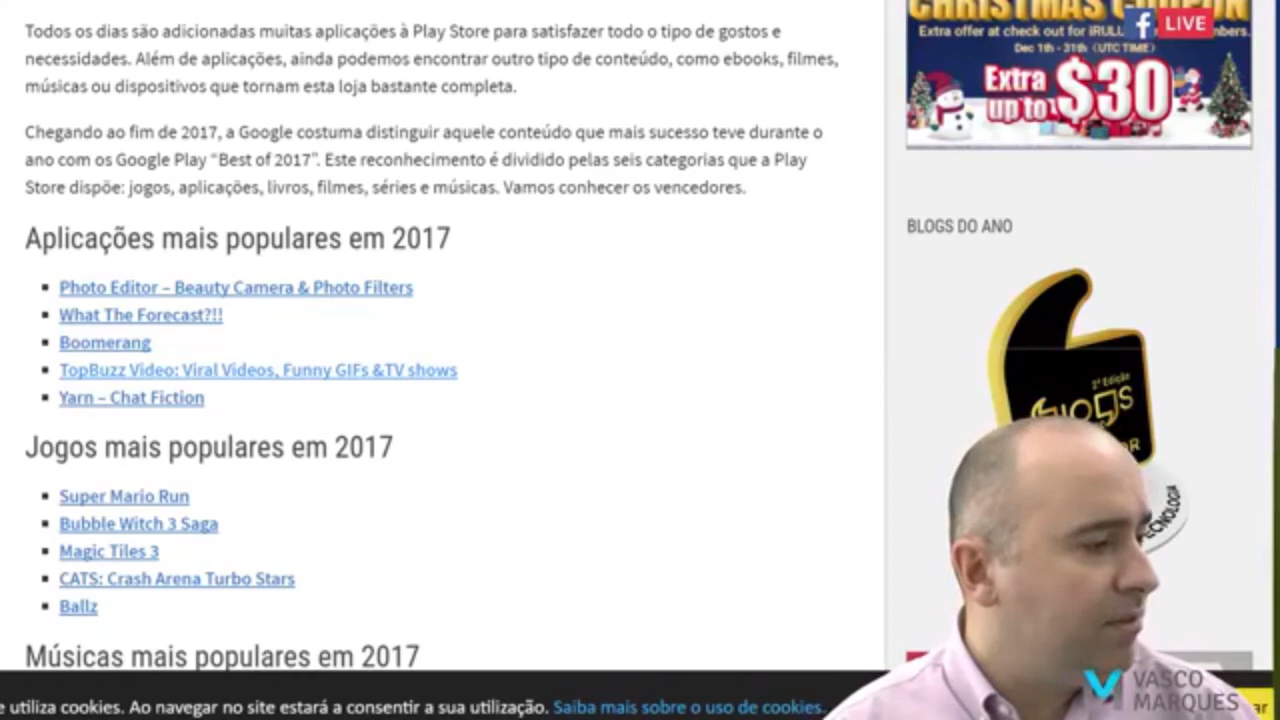 Todos os dias são adicionadas muitas aplicações à Play Store para satisfazer todo o tipo de gostos e
necessidades. Além de aplicações, ainda podemos encontrar outro tipo de conteúdo, como ebooks, filmes,
músicas ou dispositivos que tornam esta loja bastante completa.
Chegando ao fim de 2017, a Google costuma distinguir aquele conteúdo que mais sucesso teve durante o
ano com os Google Play “Best of 2017”. Este reconhecimento é dividido pelas seis categorias que a Play
Store dispõe: jogos, aplicações, livros, filmes, séries e músicas. Vamos conhecer os vencedores.
Aplicações mais populares em 2017
Photo Editor – Beauty Camera & Photo Filters
What The Forecast?!!
Boomerang
TopBuzz Video: Viral Videos, Funny GIFs &TV shows
Yarn – Chat Fiction
Jogos mais populares em 2017
Super Mario Run
Bubble Witch 3 Saga
Magic Tiles 3
CATS: Crash Arena Turbo Stars
Ballz
Músicas mais populares em 2017
e utiliza cookies. Ao navegar no site estará a consentir a sua utilização. Saiba mais sobre o uso de cookies.
CHRISTMAS
f LIVE
Extra offer at check out for iRULU
Dec 1th - 31th (UTC TIME)
Extra
up to $30
BLOGS DO ANO
2ª Edição
VASCO
MARQUES